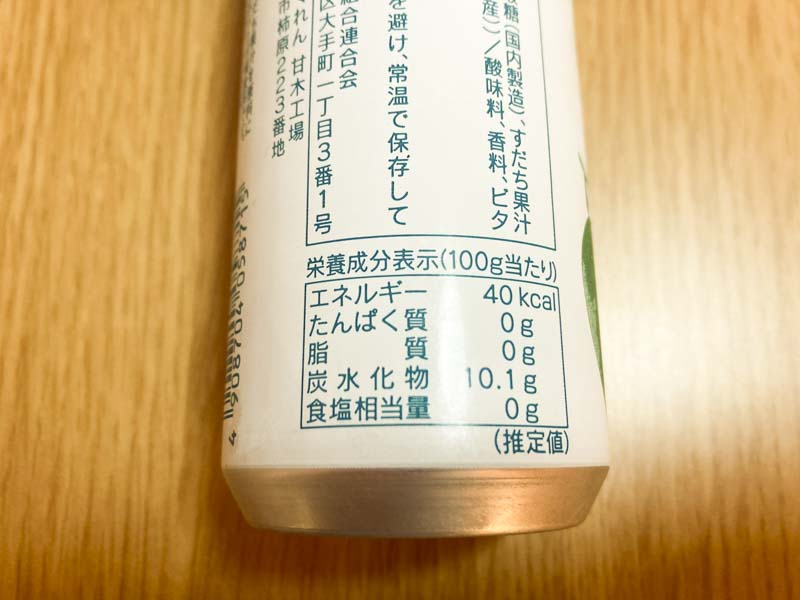 糖(国内製造)、すだち果汁
産))/酸味料、香料、ビタ
を避け、常温で保存して
組合連合会
区大手町一丁目3番1号
くれん 甘木工場
市柿原223番地
栄養成分表示(100g当たり)
エネルギー 40kcal
たんぱく質 0g
脂質 0g
炭水化物 10.1g
食塩相当量 0g
(推定値)